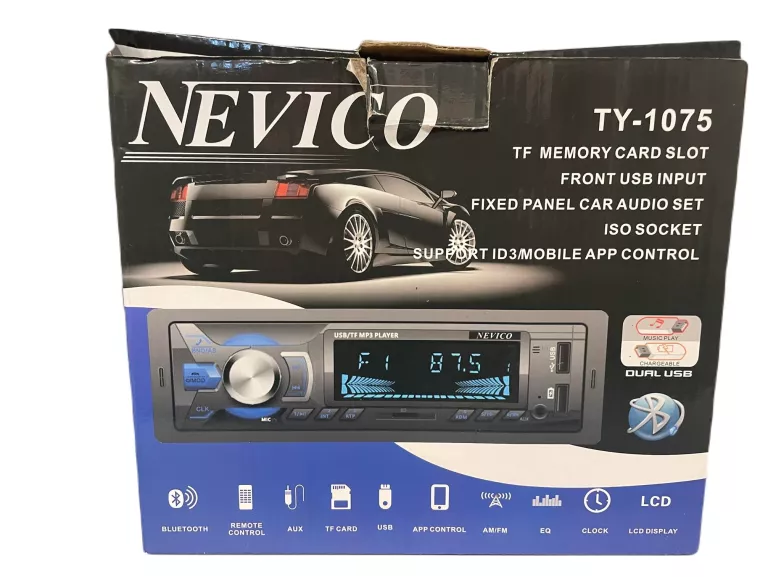 NEVICO
TY-1075
TF MEMORY CARD SLOT
FRONT USB INPUT
FIXED PANEL CAR AUDIO SET
ISO SOCKET
SUPPORT ID3/MOBILE APP CONTROL
USB/TF MP3 PLAYER
NEVICO
F1 87.5 1
USB
CLK
MIC
AUX
MUSIC PLAY
CHARGEABLE
DUAL USB
BLUETOOTH
REMOTE CONTROL
AUX
TF CARD
USB
APP CONTROL
AM/FM
EQ
CLOCK
LCD
LCD DISPLAY